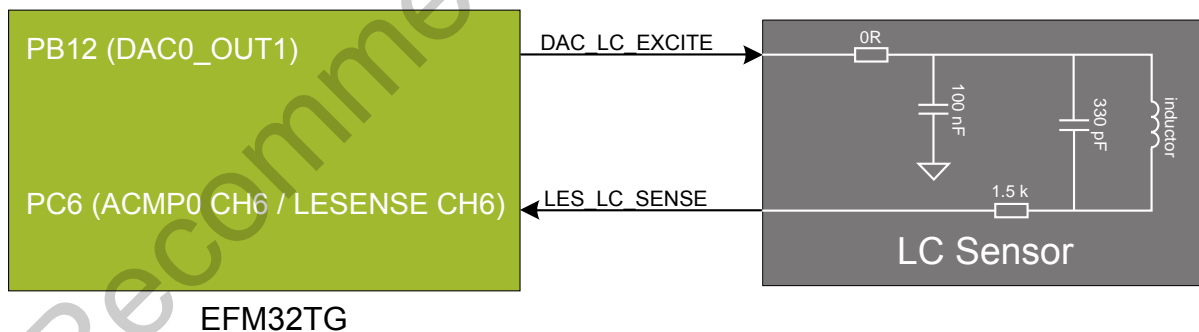 PB12 (DAC0_OUT1)
DAC_LC_EXCITE
0R
100 nF
330 pF
inductor
PC6 (ACMP0 CH6 / LESENSE CH6)
LES_LC_SENSE
1.5 k
LC Sensor
EFM32TG
Recomme